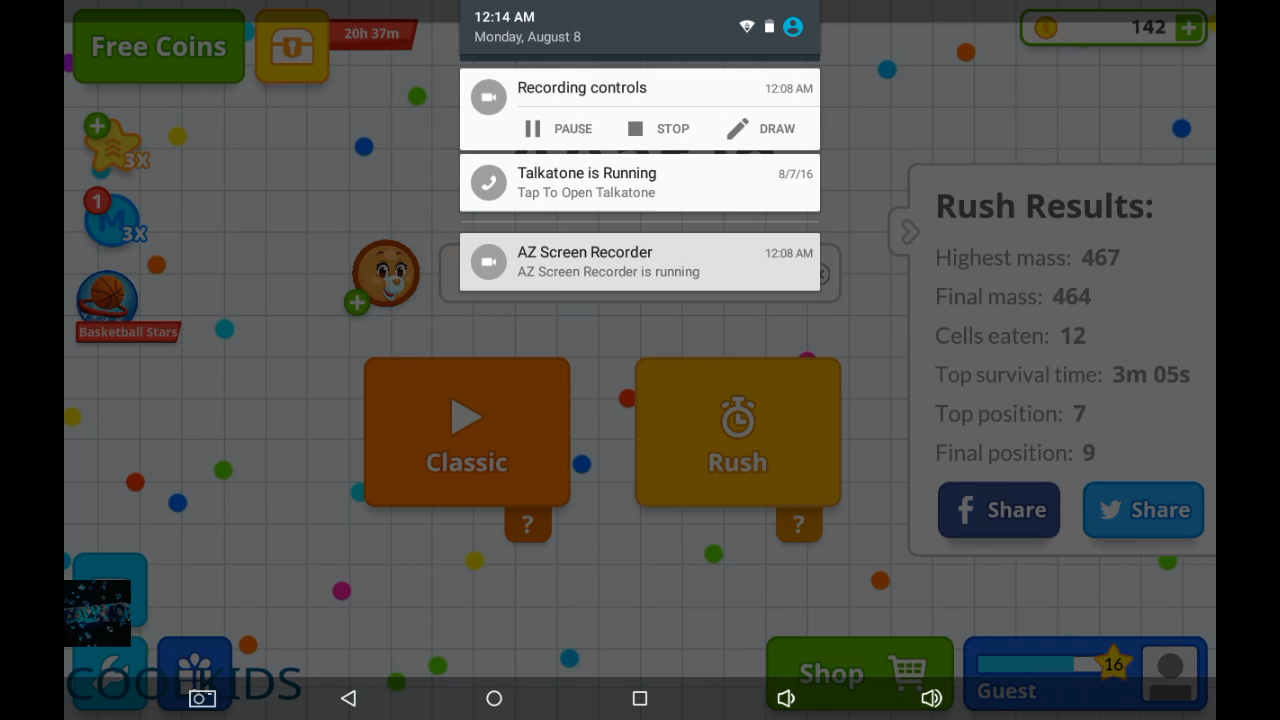 12:14 AM
Monday, August 8
Free Coins
20h 37m
142
Recording controls
12:08 AM
PAUSE
STOP
DRAW
Talkatone is Running
8/7/16
Tap To Open Talkatone
AZ Screen Recorder
12:08 AM
AZ Screen Recorder is running
3X
1
M
3X
Basketball Stars
Rush Results:
Highest mass: 467
Final mass: 464
Cells eaten: 12
Top survival time: 3m 05s
Top position: 7
Final position: 9
f Share
Share
Classic
?
Rush
?
COOLKIDS
Shop
16
Guest